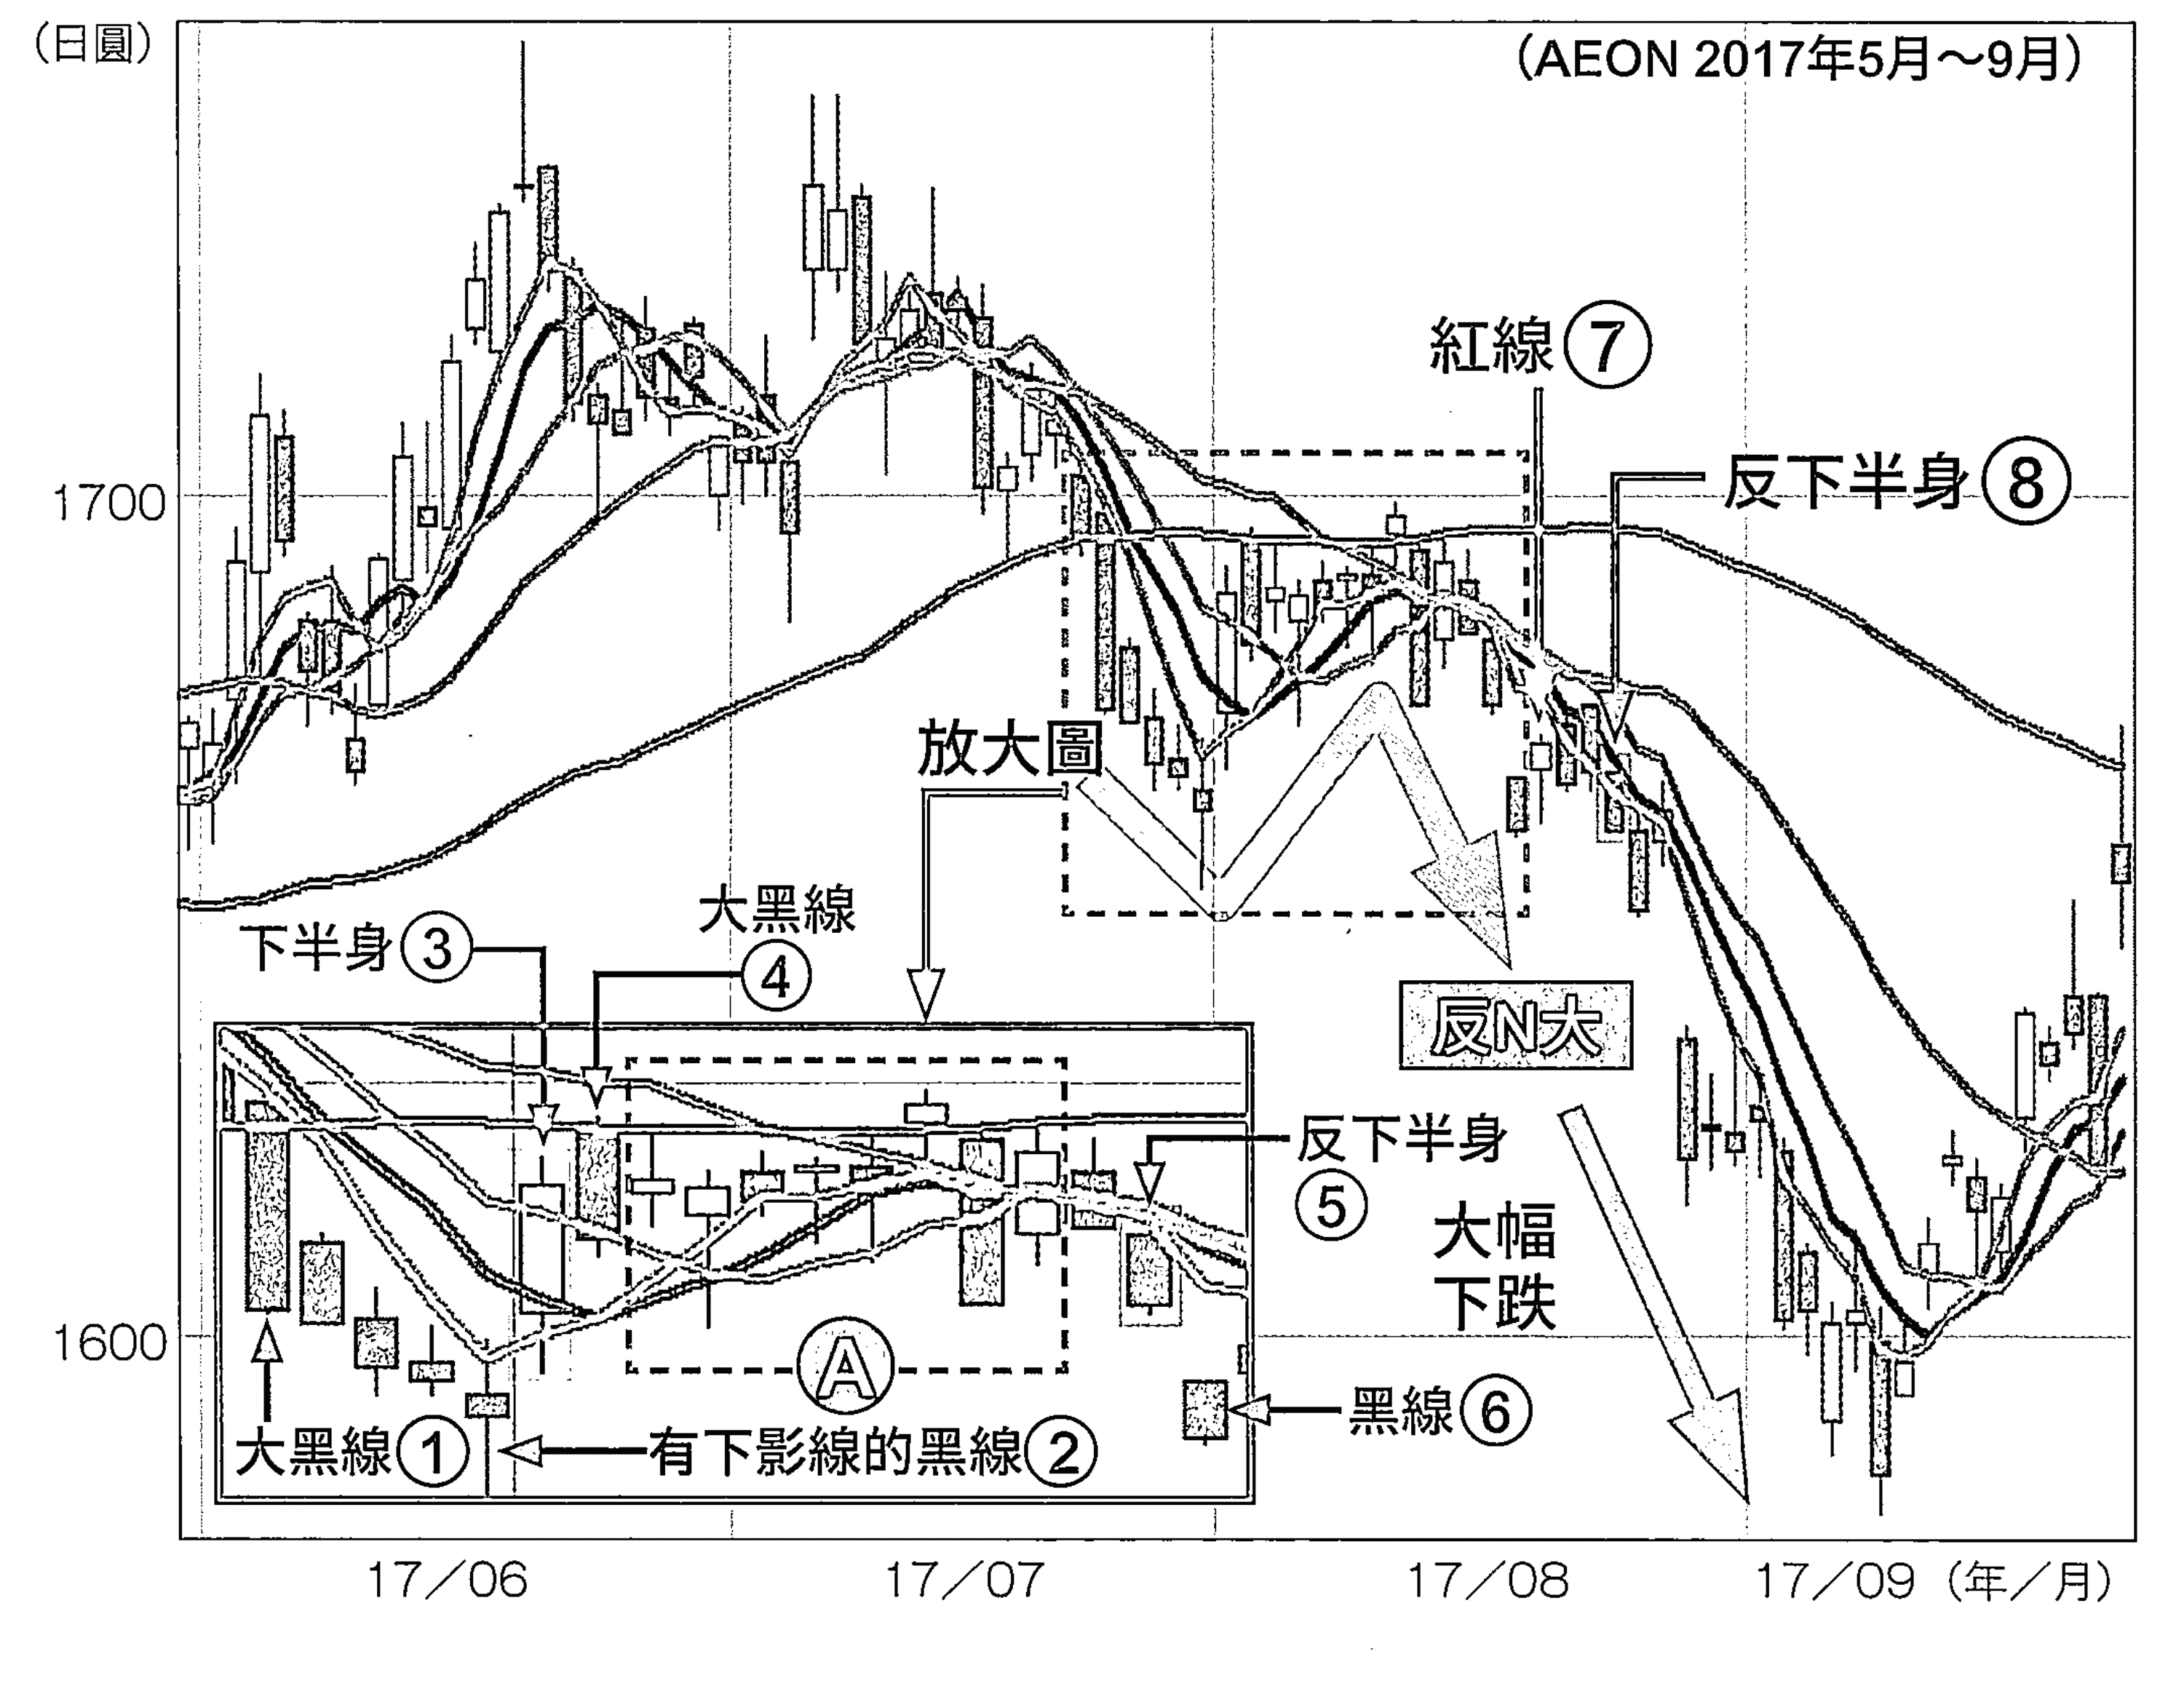 （日圓）
（AEON 2017年5月～9月）
紅線⑦
反下半身⑧
1700
放大圖
大黑線
④
下半身③
反N大
反下半身
⑤
大幅
下跌
1600
A
黑線⑥
大黑線①
有下影線的黑線②
17／06
17／07
17／08
17／09（年／月）